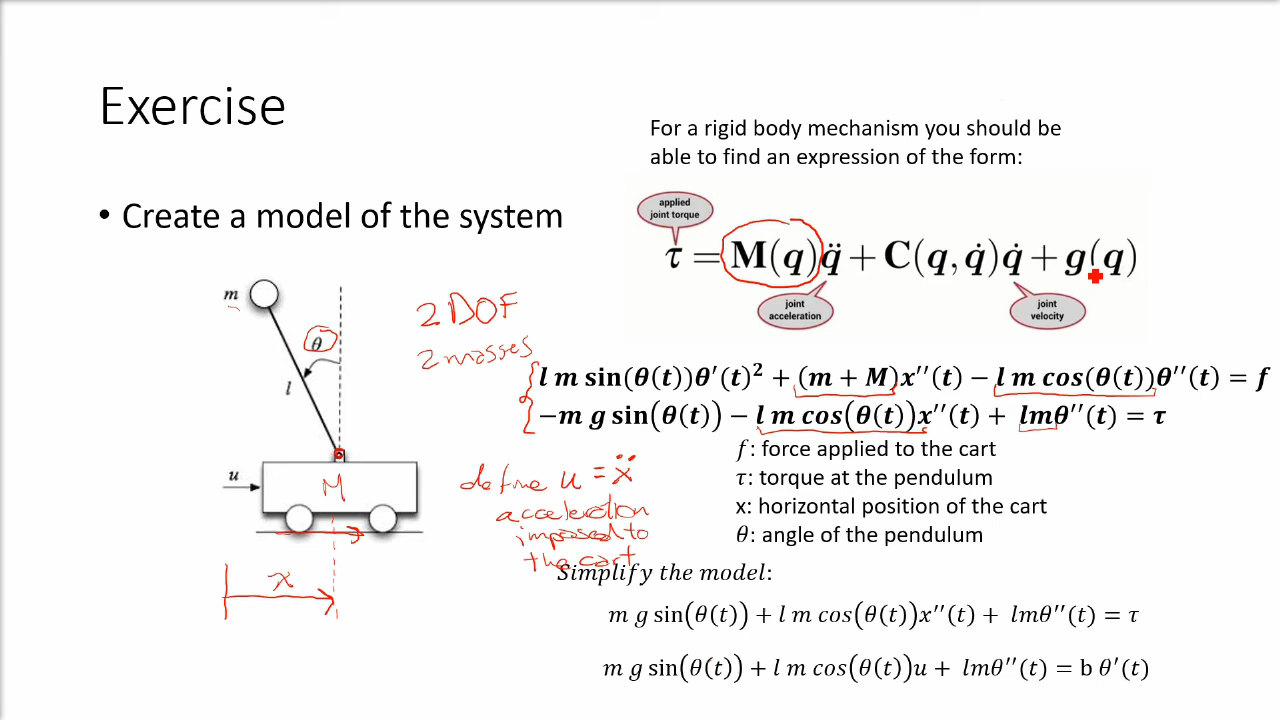 Exercise
For a rigid body mechanism you should be
able to find an expression of the form:
• Create a model of the system
applied
joint torque
τ = M(q)q̈ + C(q, q̇)q̇ + g(q)
joint
acceleration
joint
velocity
m
θ
l
u
M
x
2 DOF
2 masses
l m sin(θ(t))θ′(t)² + (m + M)x′′(t) − l m cos(θ(t))θ′′(t) = f
−m g sin(θ(t)) − l m cos(θ(t))x′′(t) + lmθ′′(t) = τ
f: force applied to the cart
τ: torque at the pendulum
x: horizontal position of the cart
θ: angle of the pendulum
define u = ẍ
acceleration
imposed to
the cart
Simplify the model:
m g sin(θ(t)) + l m cos(θ(t))x′′(t) + lmθ′′(t) = τ
m g sin(θ(t)) + l m cos(θ(t))u + lmθ′′(t) = b θ′(t)